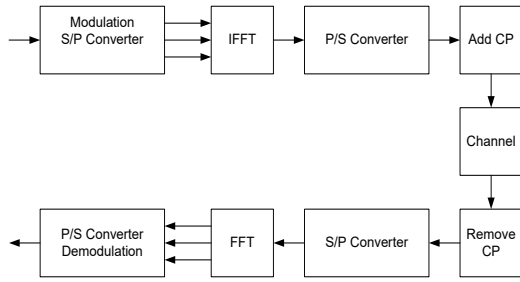 Modulation
S/P Converter
IFFT
P/S Converter
Add CP
Channel
P/S Converter
Demodulation
FFT
S/P Converter
Remove
CP